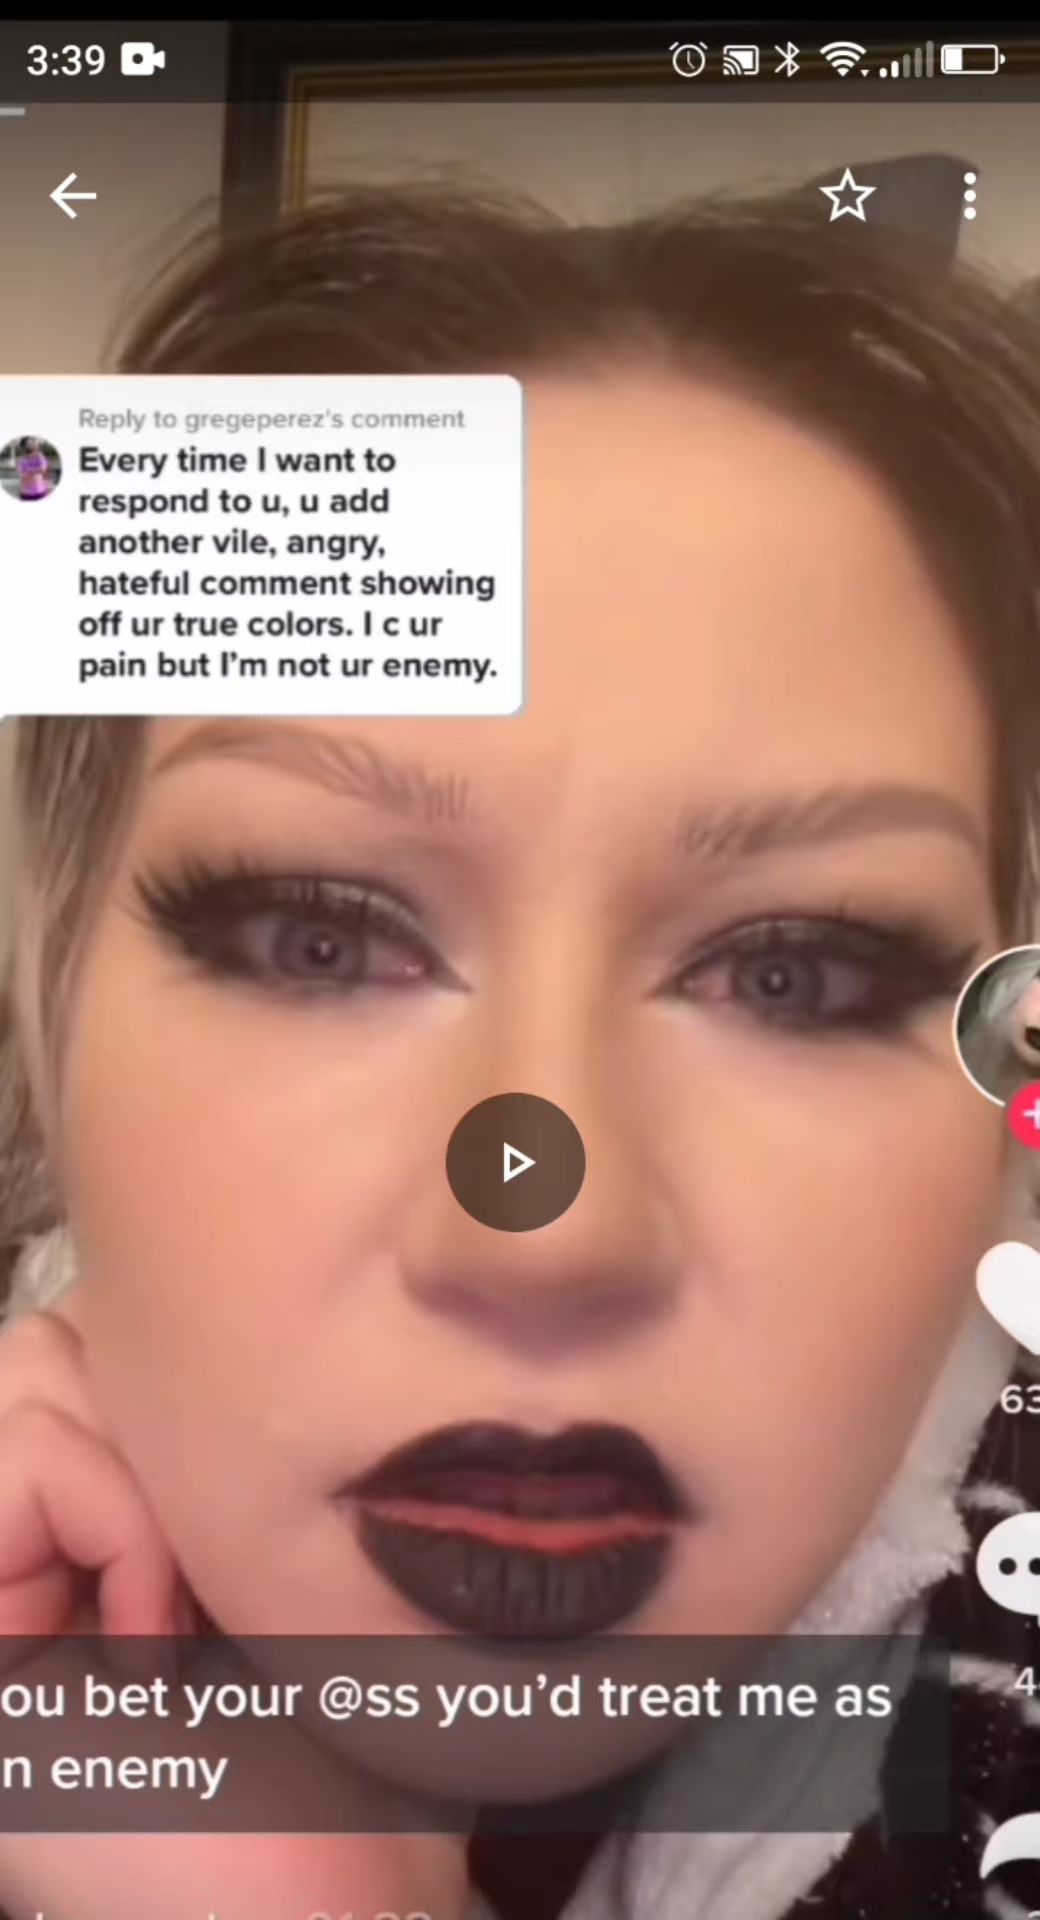 3:39
Reply to gregeperez's comment
Every time I want to
respond to u, u add
another vile, angry,
hateful comment showing
off ur true colors. I c ur
pain but I'm not ur enemy.
63
4
ou bet your @ss you'd treat me as
n enemy